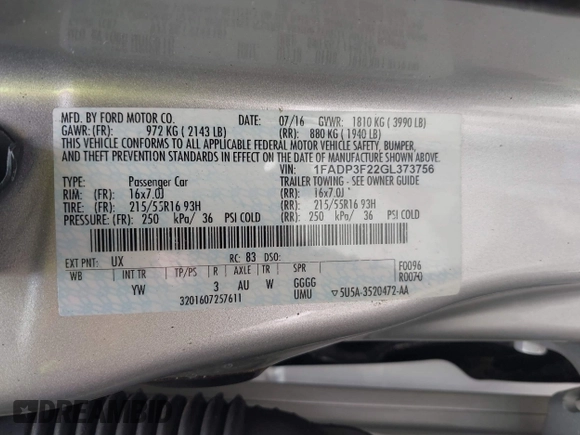 MFD. BY FORD MOTOR CO. DATE: 07/16 GVWR: 1810 KG ( 3990 LB)
GAWR: (FR): 972 KG ( 2143 LB) (RR): 880 KG ( 1940 LB)
THIS VEHICLE CONFORMS TO ALL APPLICABLE FEDERAL MOTOR VEHICLE SAFETY, BUMPER,
AND THEFT PREVENTION STANDARDS IN EFFECT ON THE DATE OF MANUFACTURE SHOWN ABOVE.
VIN: 1FADP3F22GL373756
TYPE: Passenger Car TRAILER TOWING - SEE OWNER GUIDE
RIM: (FR): 16x7.0J (RR): 16x7.0J
TIRE: (FR): 215/55R16 93H (RR): 215/55R16 93H
PRESSURE: (FR): 250 kPa/ 36 PSI COLD (RR): 250 kPa/ 36 PSI COLD
EXT PNT: UX RC: 83 DSO: F0096
WB INT TR TP/PS R AXLE TR SPR R0070
YW 3 AU W GGGG
3201607257611 UMU ▽5U5A-3520472-AA
DREAMBID